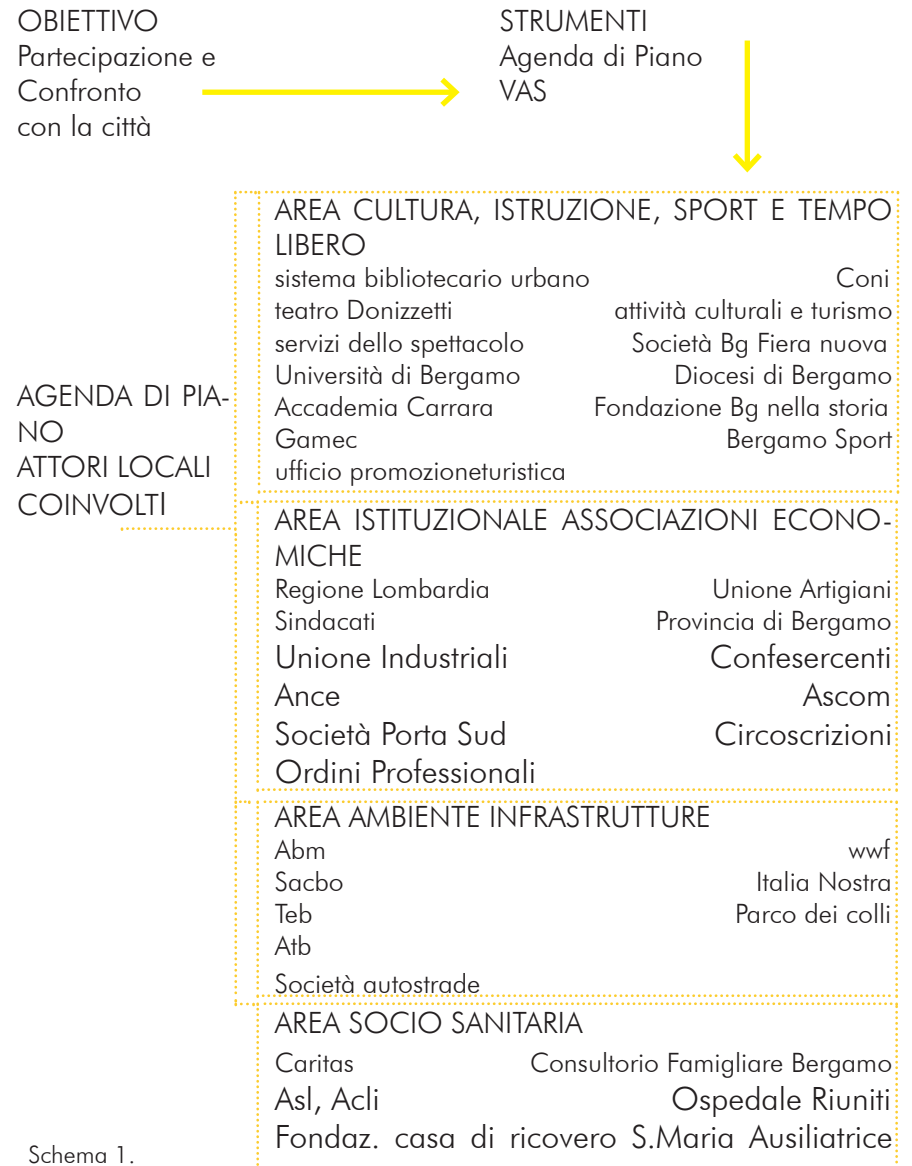 OBIETTIVO
Partecipazione e
Confronto
con la città
STRUMENTI
Agenda di Piano
VAS
AGENDA DI PIA-
NO
ATTORI LOCALI
COINVOLTI
AREA CULTURA, ISTRUZIONE, SPORT E TEMPO
LIBERO
sistema bibliotecario urbano Coni
teatro Donizzetti attività culturali e turismo
servizi dello spettacolo Società Bg Fiera nuova
Università di Bergamo Diocesi di Bergamo
Accademia Carrara Fondazione Bg nella storia
Gamec Bergamo Sport
ufficio promozioneturistica
AREA ISTITUZIONALE ASSOCIAZIONI ECONO-
MICHE
Regione Lombardia Unione Artigiani
Sindacati Provincia di Bergamo
Unione Industriali Confesercenti
Ance Ascom
Società Porta Sud Circoscrizioni
Ordini Professionali
AREA AMBIENTE INFRASTRUTTURE
Abm wwf
Sacbo Italia Nostra
Teb Parco dei colli
Atb
Società autostrade
AREA SOCIO SANITARIA
Caritas Consultorio Famigliare Bergamo
Asl, Acli Ospedale Riuniti
Fondaz. casa di ricovero S.Maria Ausiliatrice
Schema 1.